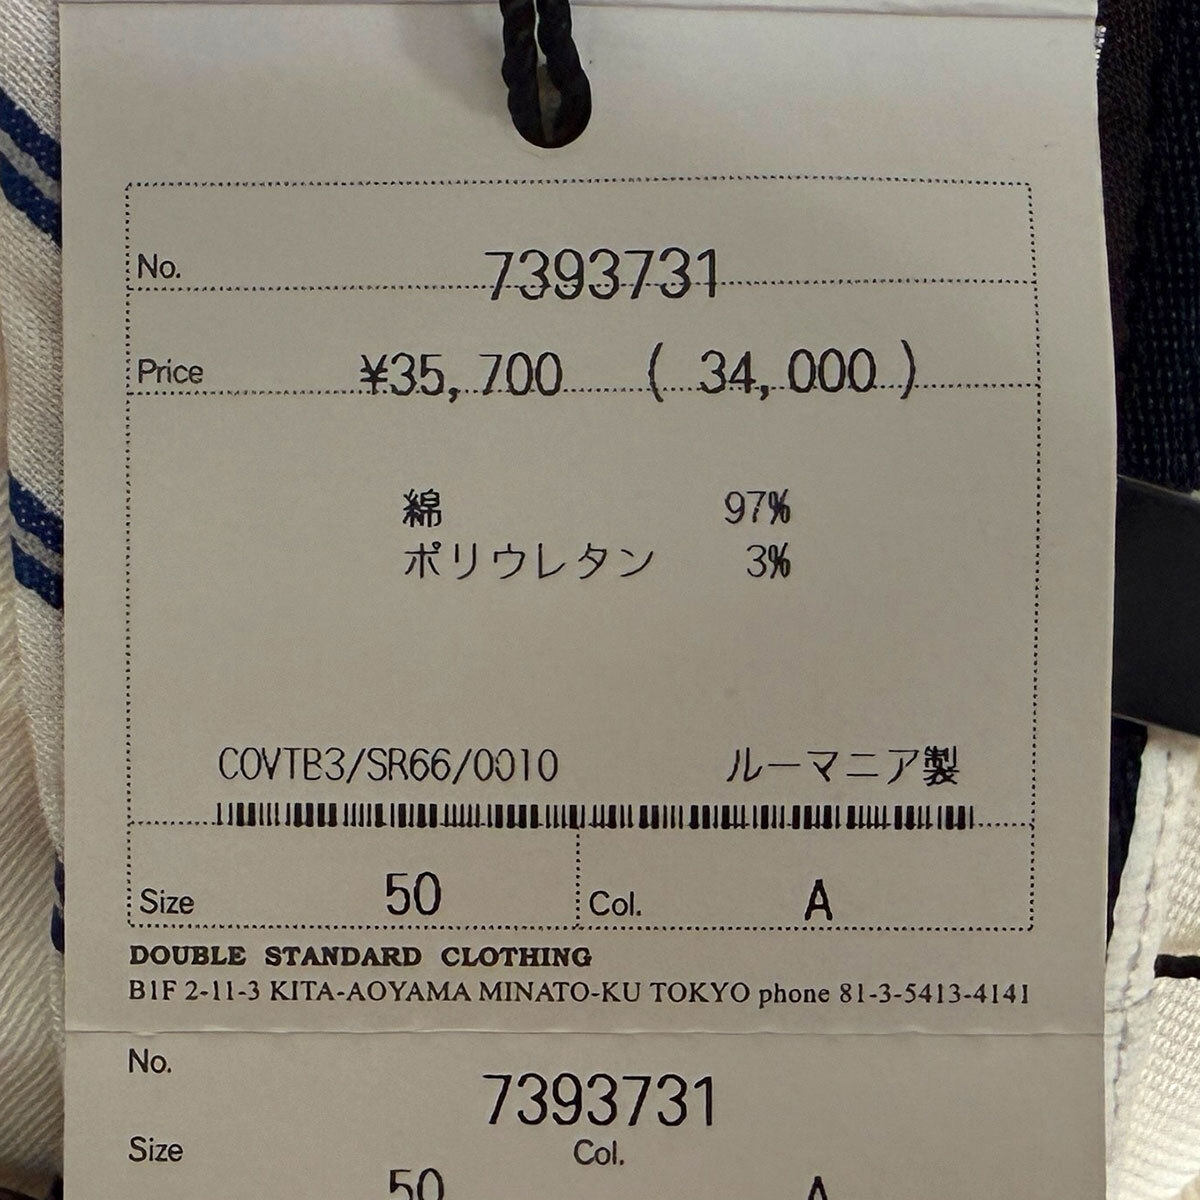 No. 7393731
Price ¥35,700 ( 34,000 )
綿 97%
ポリウレタン 3%
COVTB3/SR66/0010 ルーマニア製
Size 50 Col. A
DOUBLE STANDARD CLOTHING
B1F 2-11-3 KITA-AOYAMA MINATO-KU TOKYO phone 81-3-5413-4141
No. 7393731
Size 50 Col. A